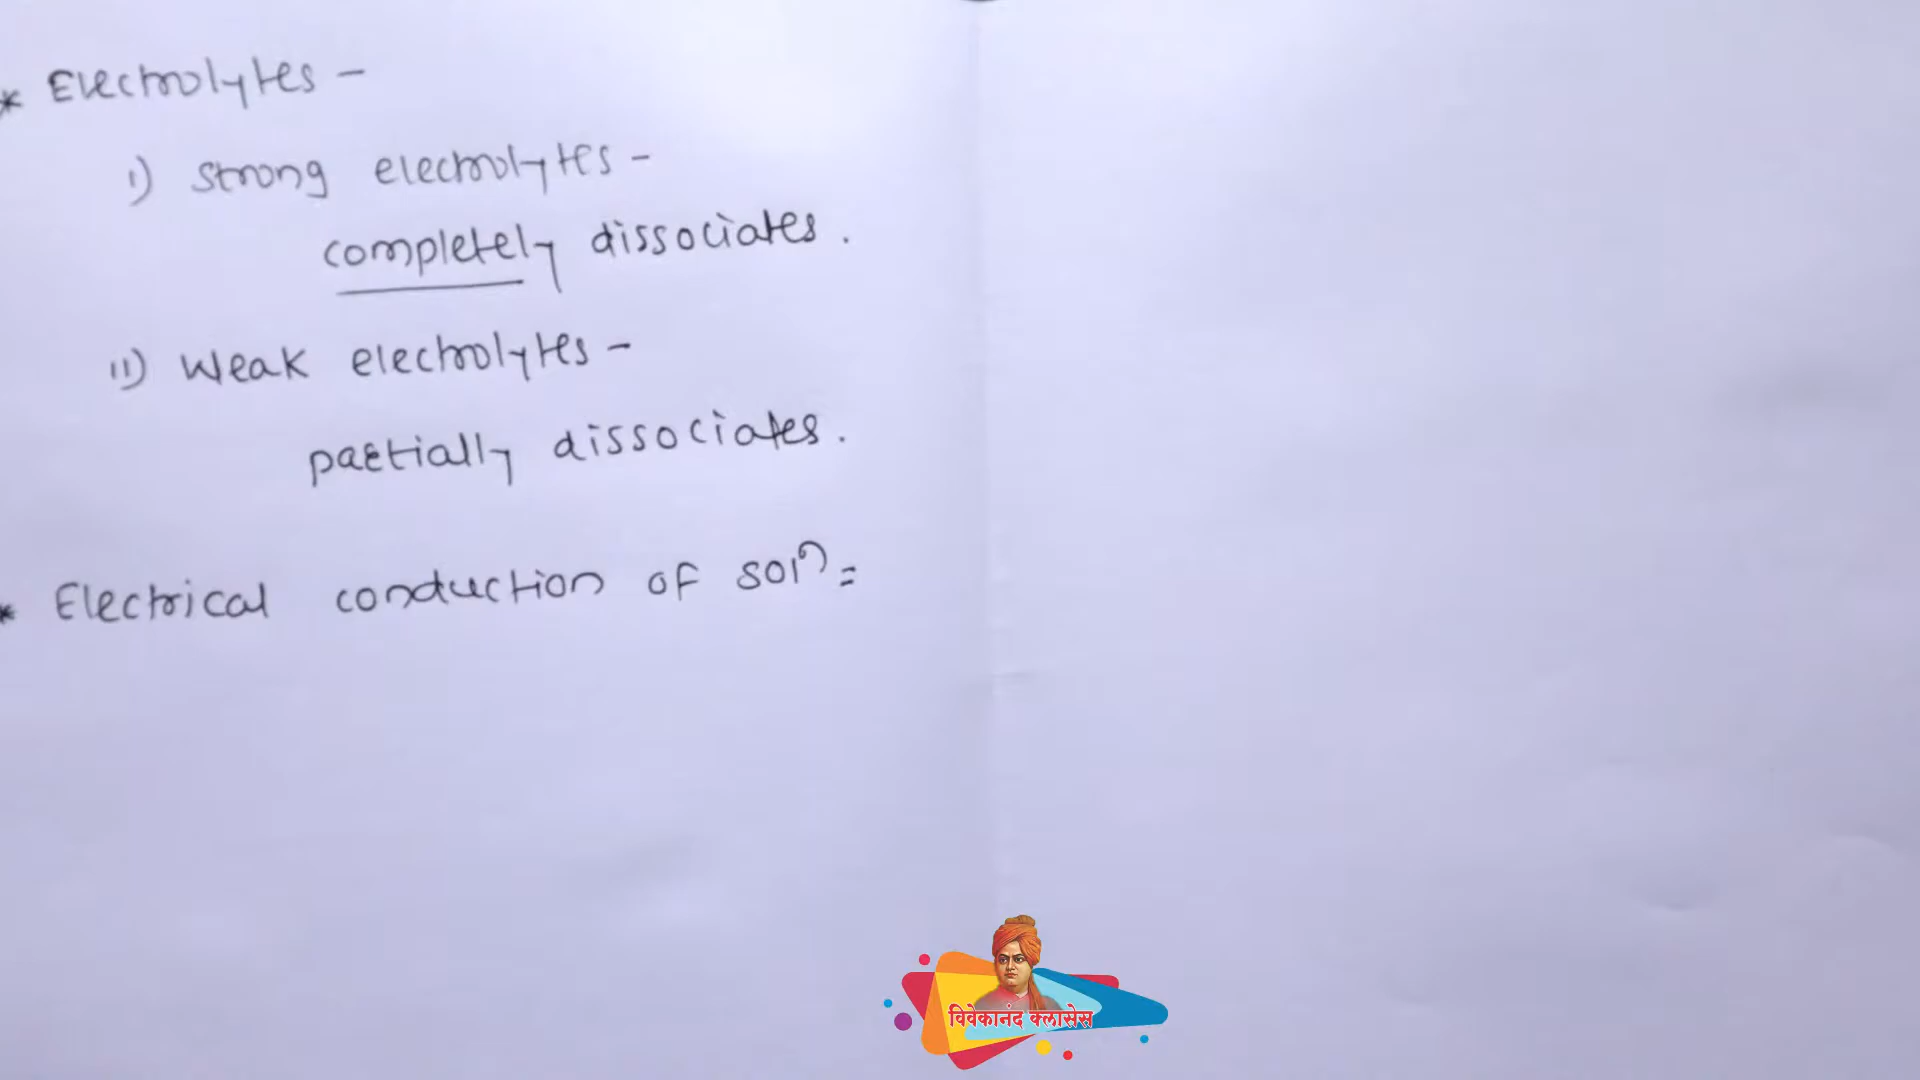 * Electrolytes -
i) strong electrolytes -
completely dissociates.
ii) Weak electrolytes -
partially dissociates.
* Electrical conduction of solⁿ =
विवेकानंद क्लासेस